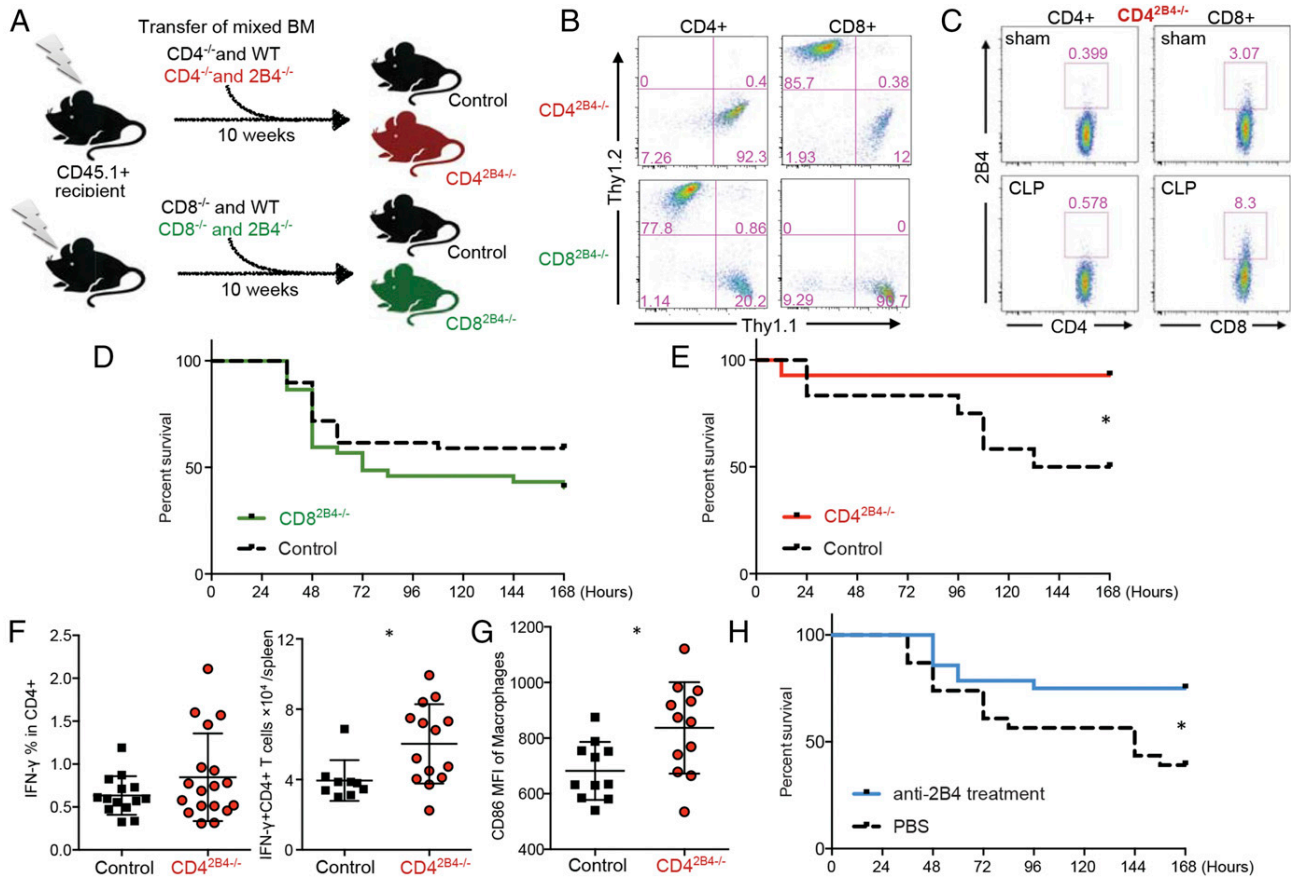 A
Transfer of mixed BM
CD4-/- and WT
CD4-/- and 2B4-/-
10 weeks
CD45.1+
recipient
Control
CD4 2B4-/-
CD8-/- and WT
CD8-/- and 2B4-/-
10 weeks
Control
CD8 2B4-/-
B
CD4+ CD8+
CD4 2B4-/-
0 0.4
7.26 92.3
85.7 0.38
1.93 12
CD8 2B4-/-
77.8 0.86
1.14 20.2
0 0
9.29 90.7
Thy1.2
Thy1.1
C
CD4+ CD4 2B4-/- CD8+
sham 0.399
sham 3.07
CLP 0.578
CLP 8.3
2B4
CD4 CD8
D
Percent survival
100
50
0
CD8 2B4-/-
Control
0 24 48 72 96 120 144 168 (Hours)
E
Percent survival
100
50
0
*
CD4 2B4-/-
Control
0 24 48 72 96 120 144 168 (Hours)
F
IFN-γ % in CD4+
2.5
2.0
1.5
1.0
0.5
0.0
Control CD4 2B4-/-
IFN-γ+CD4+ T cells ×10⁴ /spleen
*
12
8
4
0
Control CD4 2B4-/-
G
CD86 MFI of Macrophages
*
1200
1000
800
600
400
Control CD4 2B4-/-
H
Percent survival
100
50
0
*
anti-2B4 treatment
PBS
0 24 48 72 96 120 144 168 (Hours)